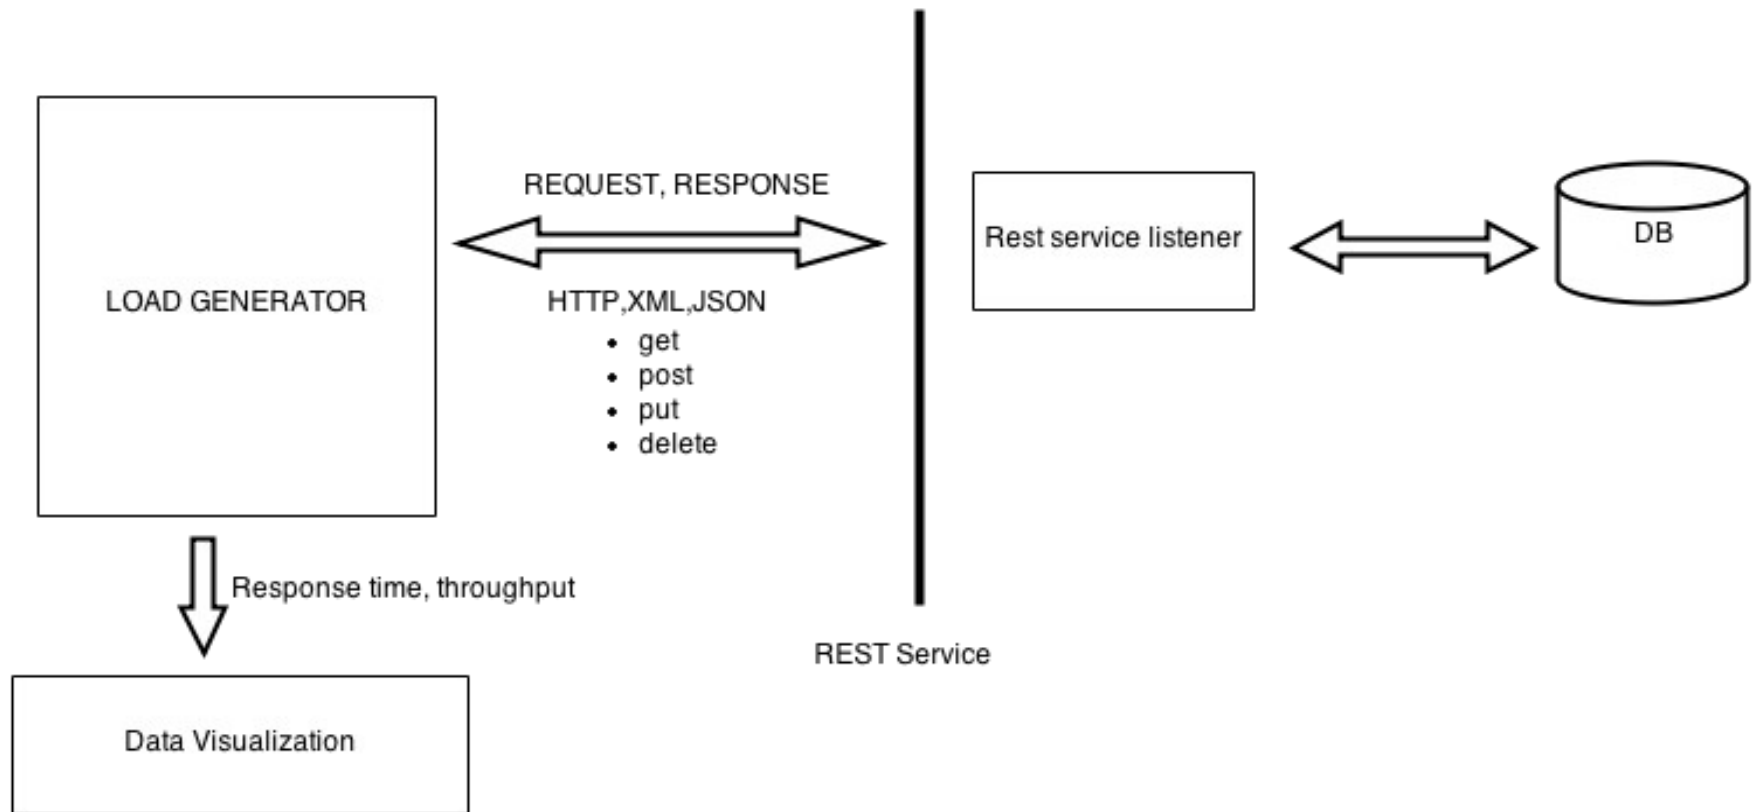 REQUEST, RESPONSE
LOAD GENERATOR
HTTP,XML,JSON
• get
• post
• put
• delete
Rest service listener
DB
Response time, throughput
REST Service
Data Visualization